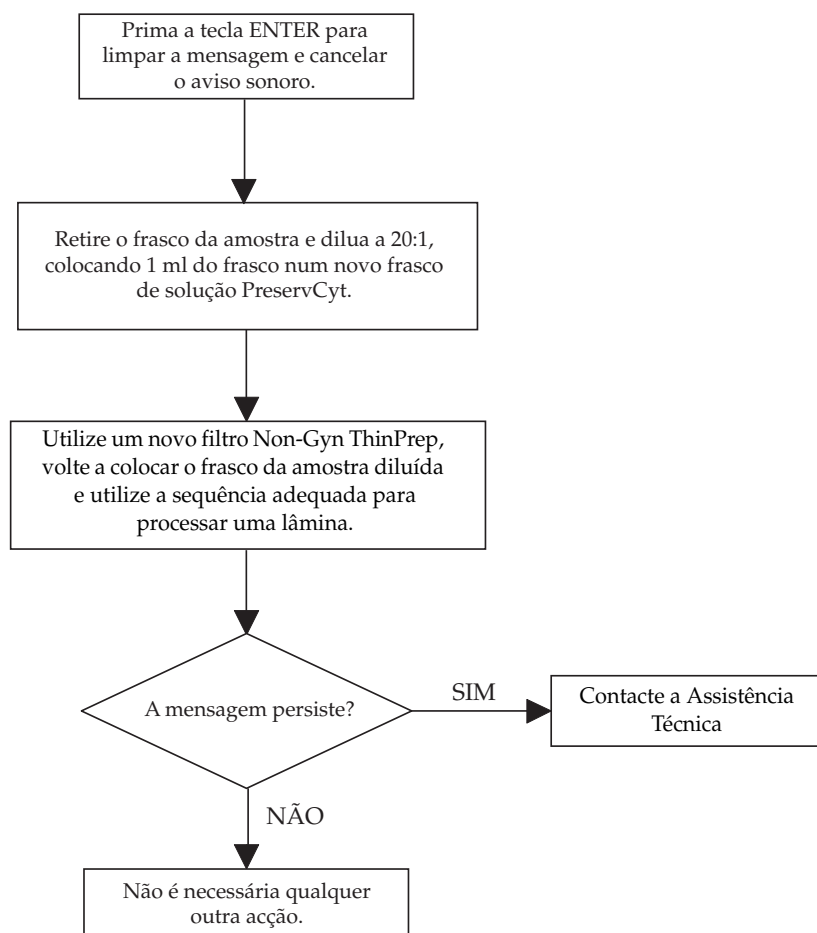 Prima a tecla ENTER para
limpar a mensagem e cancelar
o aviso sonoro.
Retire o frasco da amostra e dilua a 20:1,
colocando 1 ml do frasco num novo frasco
de solução PreservCyt.
Utilize um novo filtro Non-Gyn ThinPrep,
volte a colocar o frasco da amostra diluída
e utilize a sequência adequada para
processar uma lâmina.
A mensagem persiste?
SIM
Contacte a Assistência
Técnica
NÃO
Não é necessária qualquer
outra acção.